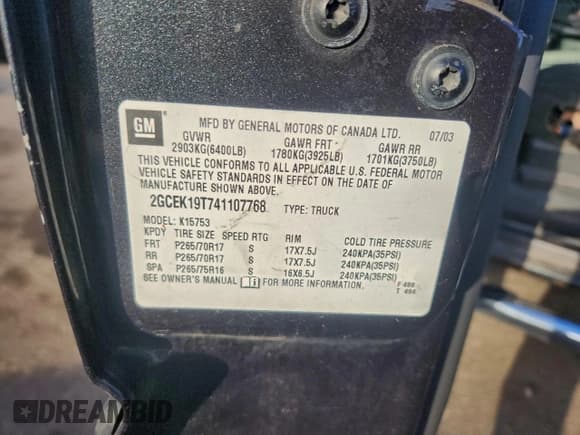 GM
MFD BY GENERAL MOTORS OF CANADA LTD. 07/03
GVWR GAWR FRT GAWR RR
2903KG(6400LB) 1780KG(3925LB) 1701KG(3750LB)
THIS VEHICLE CONFORMS TO ALL APPLICABLE U.S. FEDERAL MOTOR
VEHICLE SAFETY STANDARDS IN EFFECT ON THE DATE OF
MANUFACTURE SHOWN ABOVE.
2GCEK19T741107768 TYPE: TRUCK
MODEL: K15753
KPDY TIRE SIZE SPEED RTG RIM COLD TIRE PRESSURE
FRT P265/70R17 S 17X7.5J 240KPA(35PSI)
RR P265/70R17 S 17X7.5J 240KPA(35PSI)
SPA P265/75R16 S 16X6.5J 240KPA(35PSI)
SEE OWNER'S MANUAL FOR MORE INFORMATION.
DREAMBID